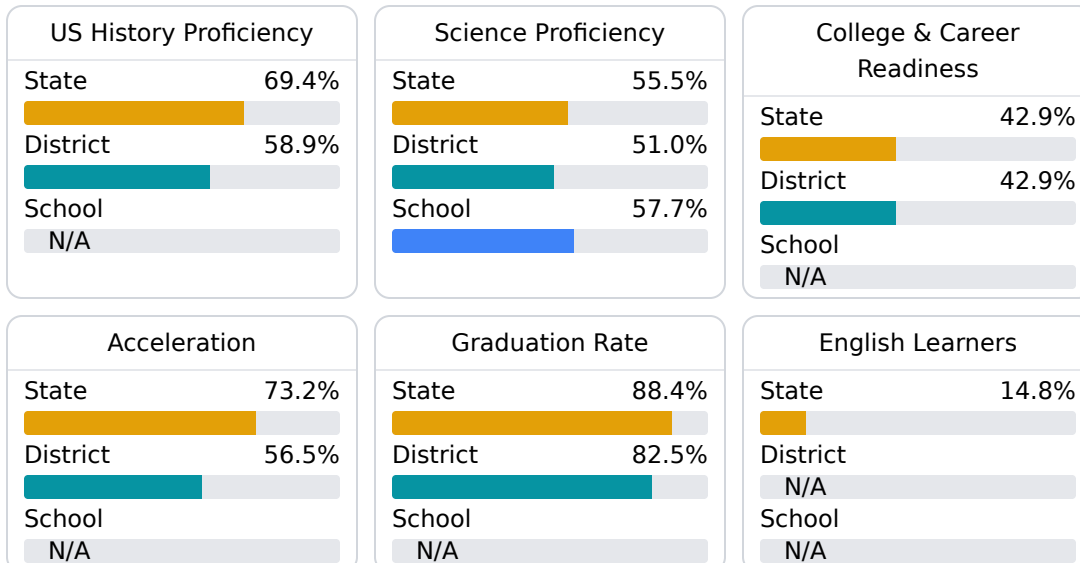 US History Proficiency
State 69.4%
District 58.9%
School
N/A
Science Proficiency
State 55.5%
District 51.0%
School 57.7%
College & Career
Readiness
State 42.9%
District 42.9%
School
N/A
Acceleration
State 73.2%
District 56.5%
School
N/A
Graduation Rate
State 88.4%
District 82.5%
School
N/A
English Learners
State 14.8%
District
N/A
School
N/A